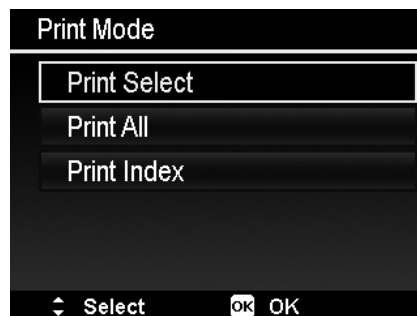 Print Mode
Print Select
Print All
Print Index
Select OK OK